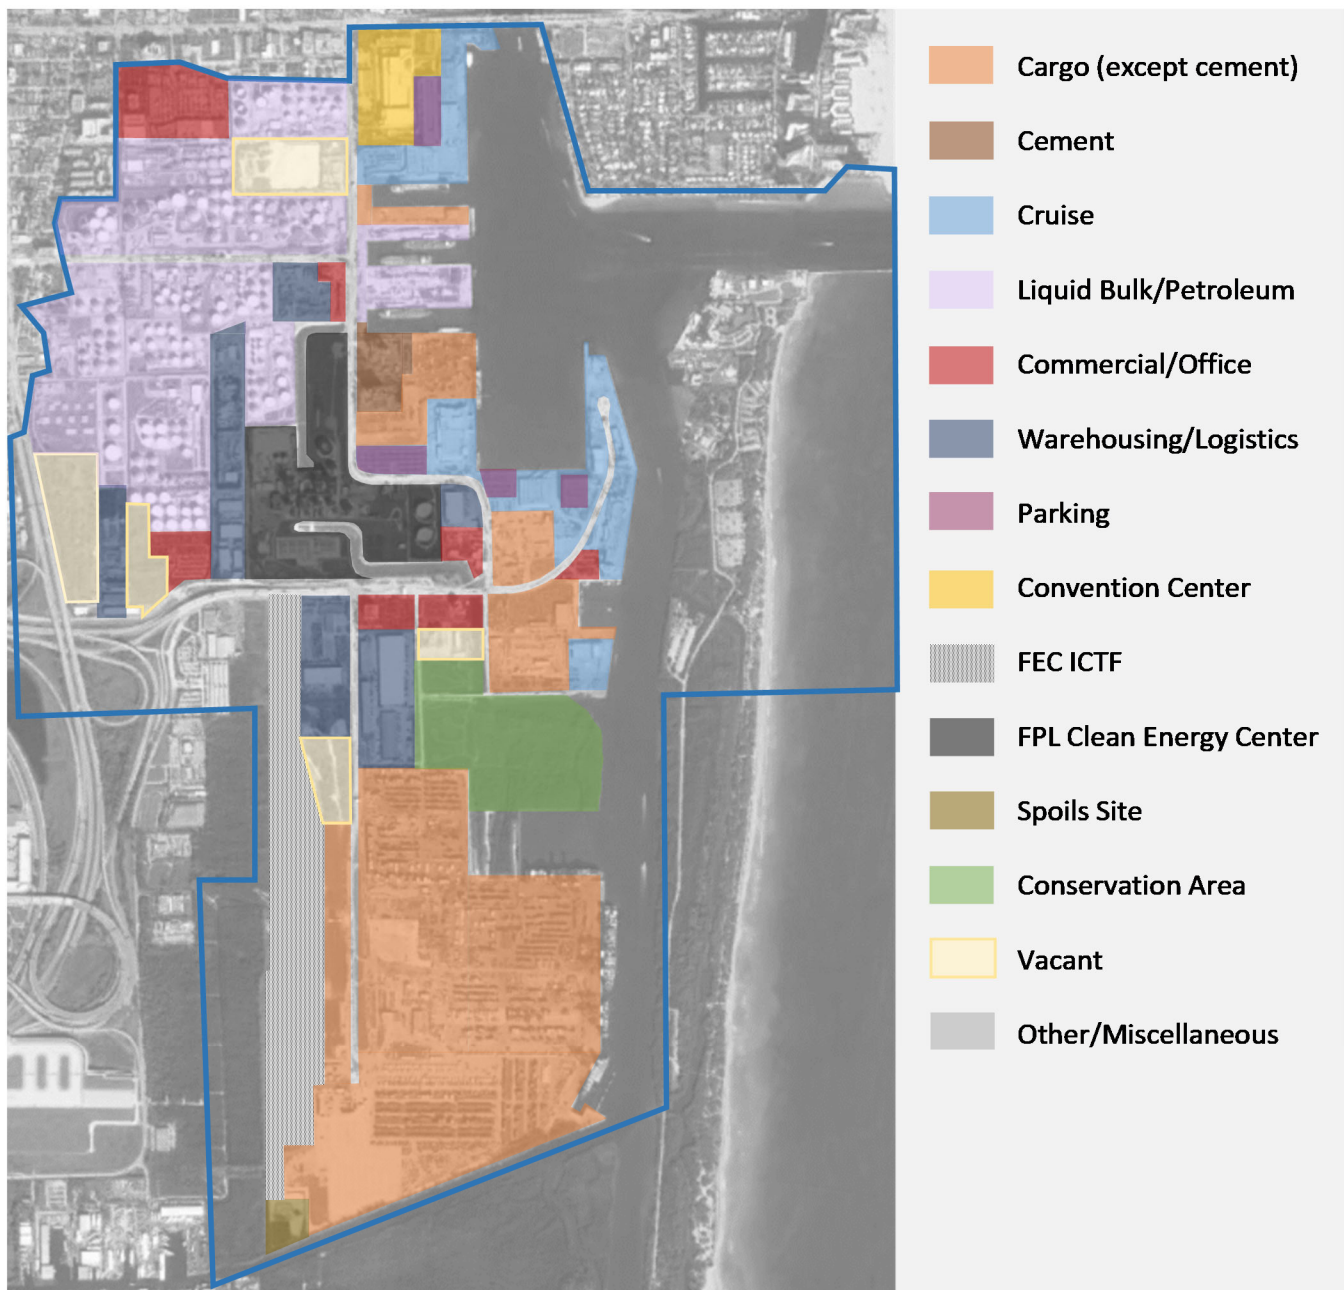 Cargo (except cement)
Cement
Cruise
Liquid Bulk/Petroleum
Commercial/Office
Warehousing/Logistics
Parking
Convention Center
FEC ICTF
FPL Clean Energy Center
Spoils Site
Conservation Area
Vacant
Other/Miscellaneous